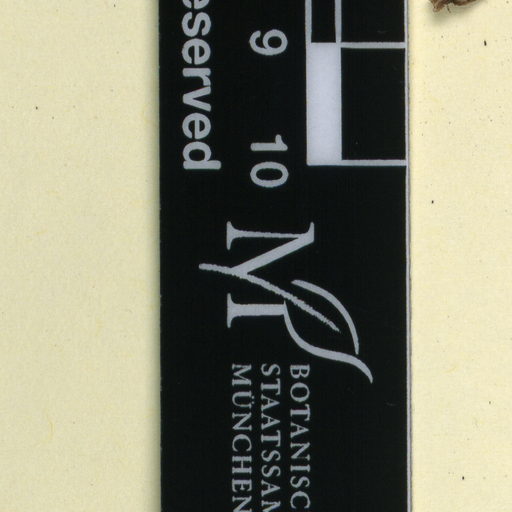 eserved
9 10
M
BOTANISC
STAATSSAM
MÜNCHEN